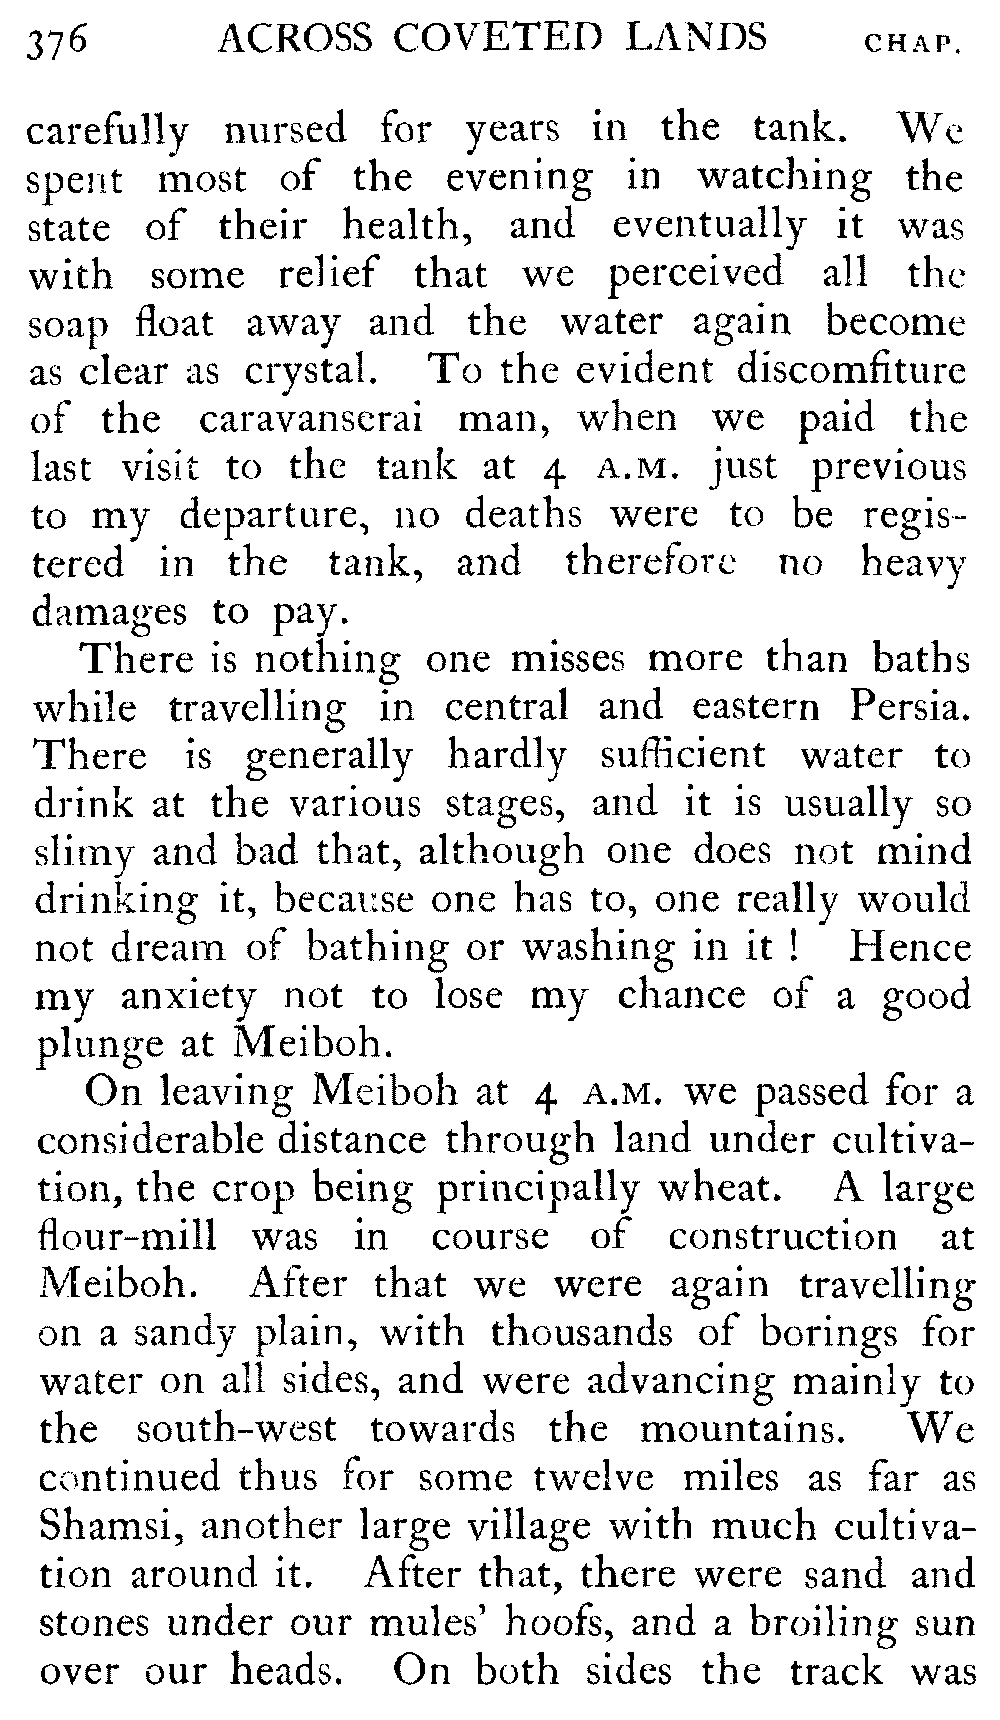 376 ACROSS COVETED LANDS CHAP.
carefully nursed for years in the tank. We
spent most of the evening in watching the
state of their health, and eventually it was
with some relief that we perceived all the
soap float away and the water again become
as clear as crystal. To the evident discomfiture
of the caravanserai man, when we paid the
last visit to the tank at 4 A.M. just previous
to my departure, no deaths were to be regis-
tered in the tank, and therefore no heavy
damages to pay.
There is nothing one misses more than baths
while travelling in central and eastern Persia.
There is generally hardly sufficient water to
drink at the various stages, and it is usually so
slimy and bad that, although one does not mind
drinking it, because one has to, one really would
not dream of bathing or washing in it ! Hence
my anxiety not to lose my chance of a good
plunge at Meiboh.
On leaving Meiboh at 4 A.M. we passed for a
considerable distance through land under cultiva-
tion, the crop being principally wheat. A large
flour-mill was in course of construction at
Meiboh. After that we were again travelling
on a sandy plain, with thousands of borings for
water on all sides, and were advancing mainly to
the south-west towards the mountains. We
continued thus for some twelve miles as far as
Shamsi, another large village with much cultiva-
tion around it. After that, there were sand and
stones under our mules' hoofs, and a broiling sun
over our heads. On both sides the track was